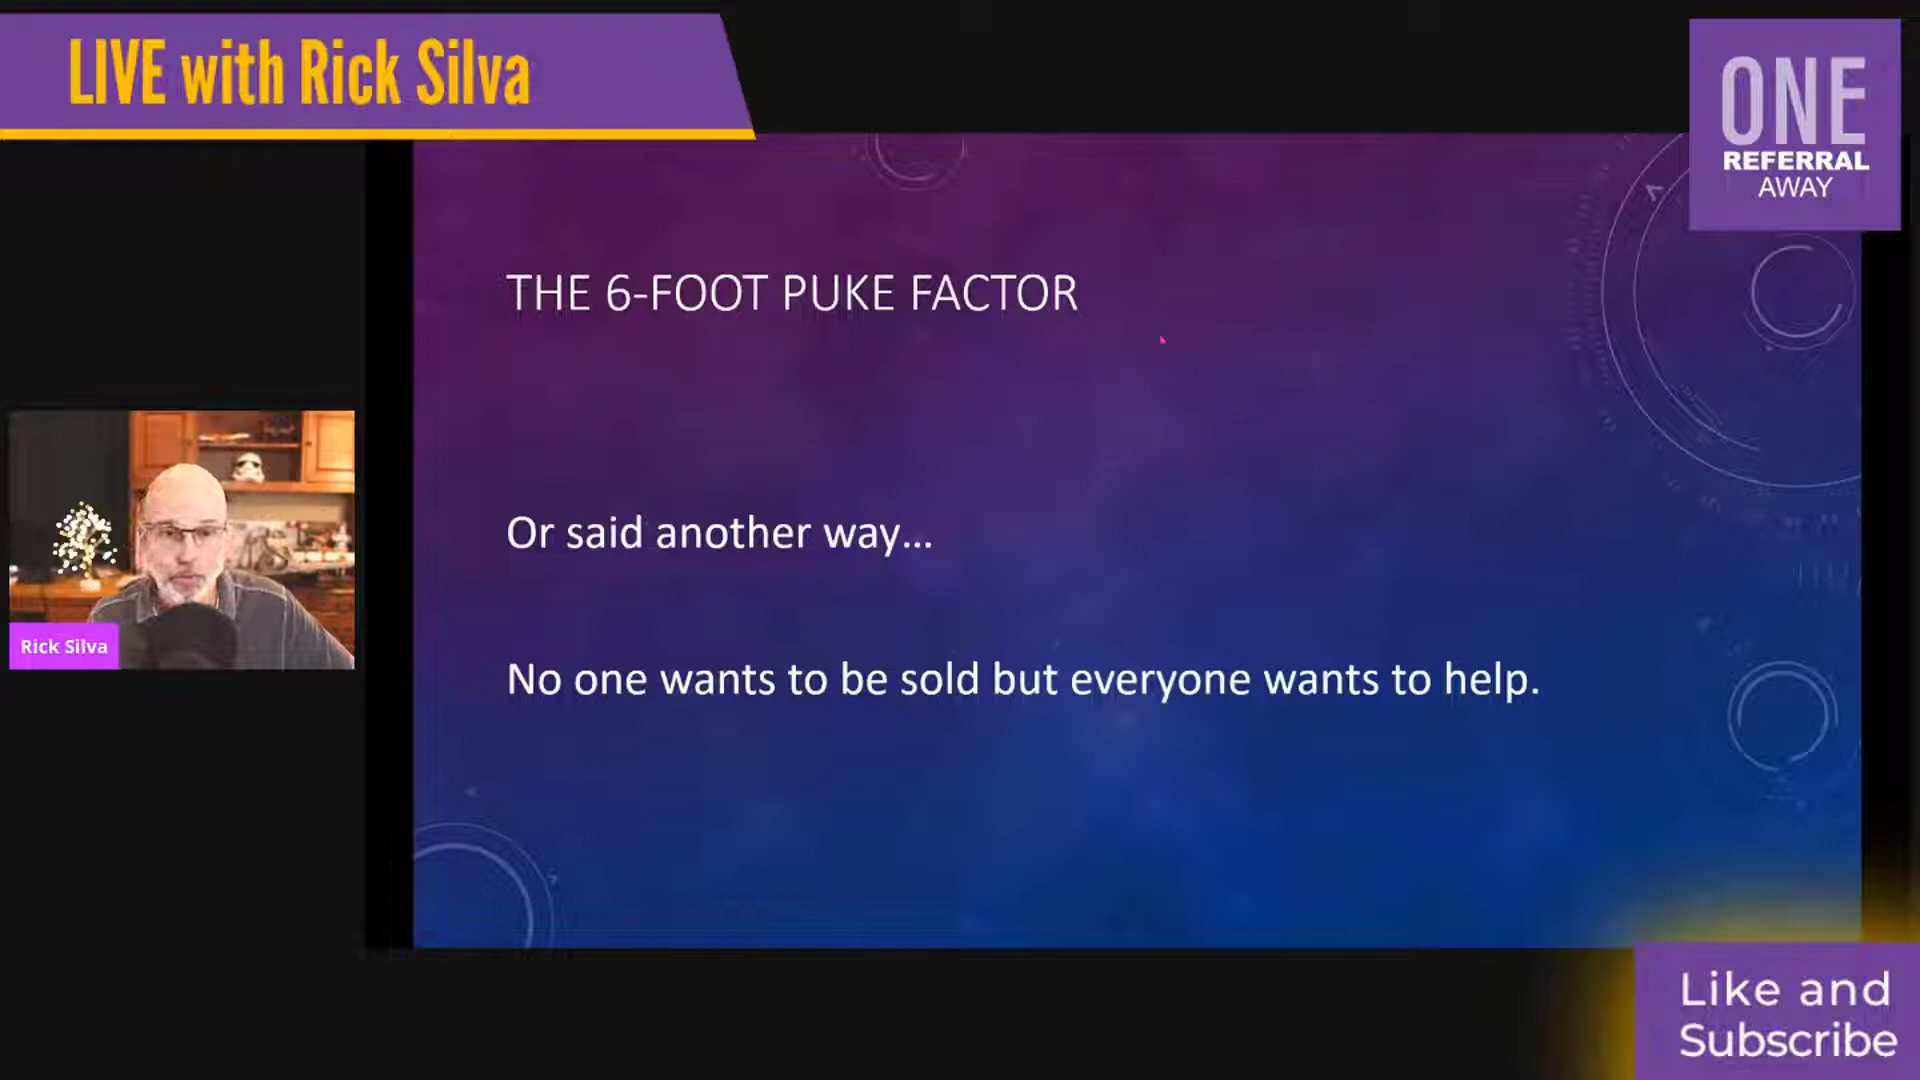 LIVE with Rick Silva
ONE
REFERRAL
AWAY
THE 6-FOOT PUKE FACTOR
Or said another way...
Rick Silva
No one wants to be sold but everyone wants to help.
Like and
Subscribe